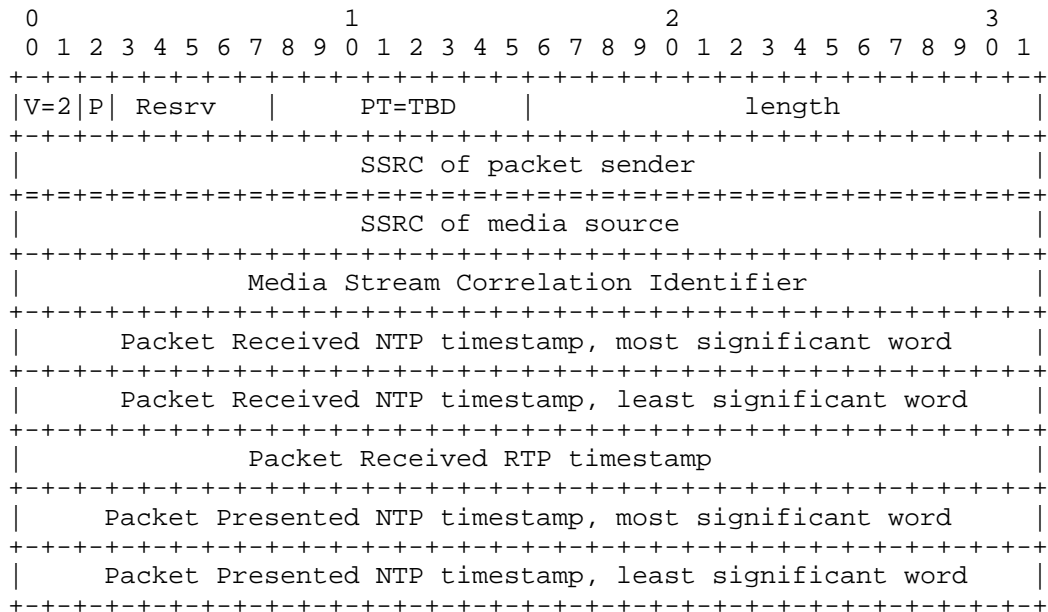 0                   1                   2                   3
 0 1 2 3 4 5 6 7 8 9 0 1 2 3 4 5 6 7 8 9 0 1 2 3 4 5 6 7 8 9 0 1
+-+-+-+-+-+-+-+-+-+-+-+-+-+-+-+-+-+-+-+-+-+-+-+-+-+-+-+-+-+-+-+-+
|V=2|P| Resrv   |     PT=TBD    |             length            |
+-+-+-+-+-+-+-+-+-+-+-+-+-+-+-+-+-+-+-+-+-+-+-+-+-+-+-+-+-+-+-+-+
|                     SSRC of packet sender                     |
+=+=+=+=+=+=+=+=+=+=+=+=+=+=+=+=+=+=+=+=+=+=+=+=+=+=+=+=+=+=+=+=+
|                     SSRC of media source                      |
+-+-+-+-+-+-+-+-+-+-+-+-+-+-+-+-+-+-+-+-+-+-+-+-+-+-+-+-+-+-+-+-+
|              Media Stream Correlation Identifier              |
+-+-+-+-+-+-+-+-+-+-+-+-+-+-+-+-+-+-+-+-+-+-+-+-+-+-+-+-+-+-+-+-+
|      Packet Received NTP timestamp, most significant word     |
+-+-+-+-+-+-+-+-+-+-+-+-+-+-+-+-+-+-+-+-+-+-+-+-+-+-+-+-+-+-+-+-+
|      Packet Received NTP timestamp, least significant word    |
+-+-+-+-+-+-+-+-+-+-+-+-+-+-+-+-+-+-+-+-+-+-+-+-+-+-+-+-+-+-+-+-+
|              Packet Received RTP timestamp                    |
+-+-+-+-+-+-+-+-+-+-+-+-+-+-+-+-+-+-+-+-+-+-+-+-+-+-+-+-+-+-+-+-+
|     Packet Presented NTP timestamp, most significant word     |
+-+-+-+-+-+-+-+-+-+-+-+-+-+-+-+-+-+-+-+-+-+-+-+-+-+-+-+-+-+-+-+-+
|     Packet Presented NTP timestamp, least significant word    |
+-+-+-+-+-+-+-+-+-+-+-+-+-+-+-+-+-+-+-+-+-+-+-+-+-+-+-+-+-+-+-+-+